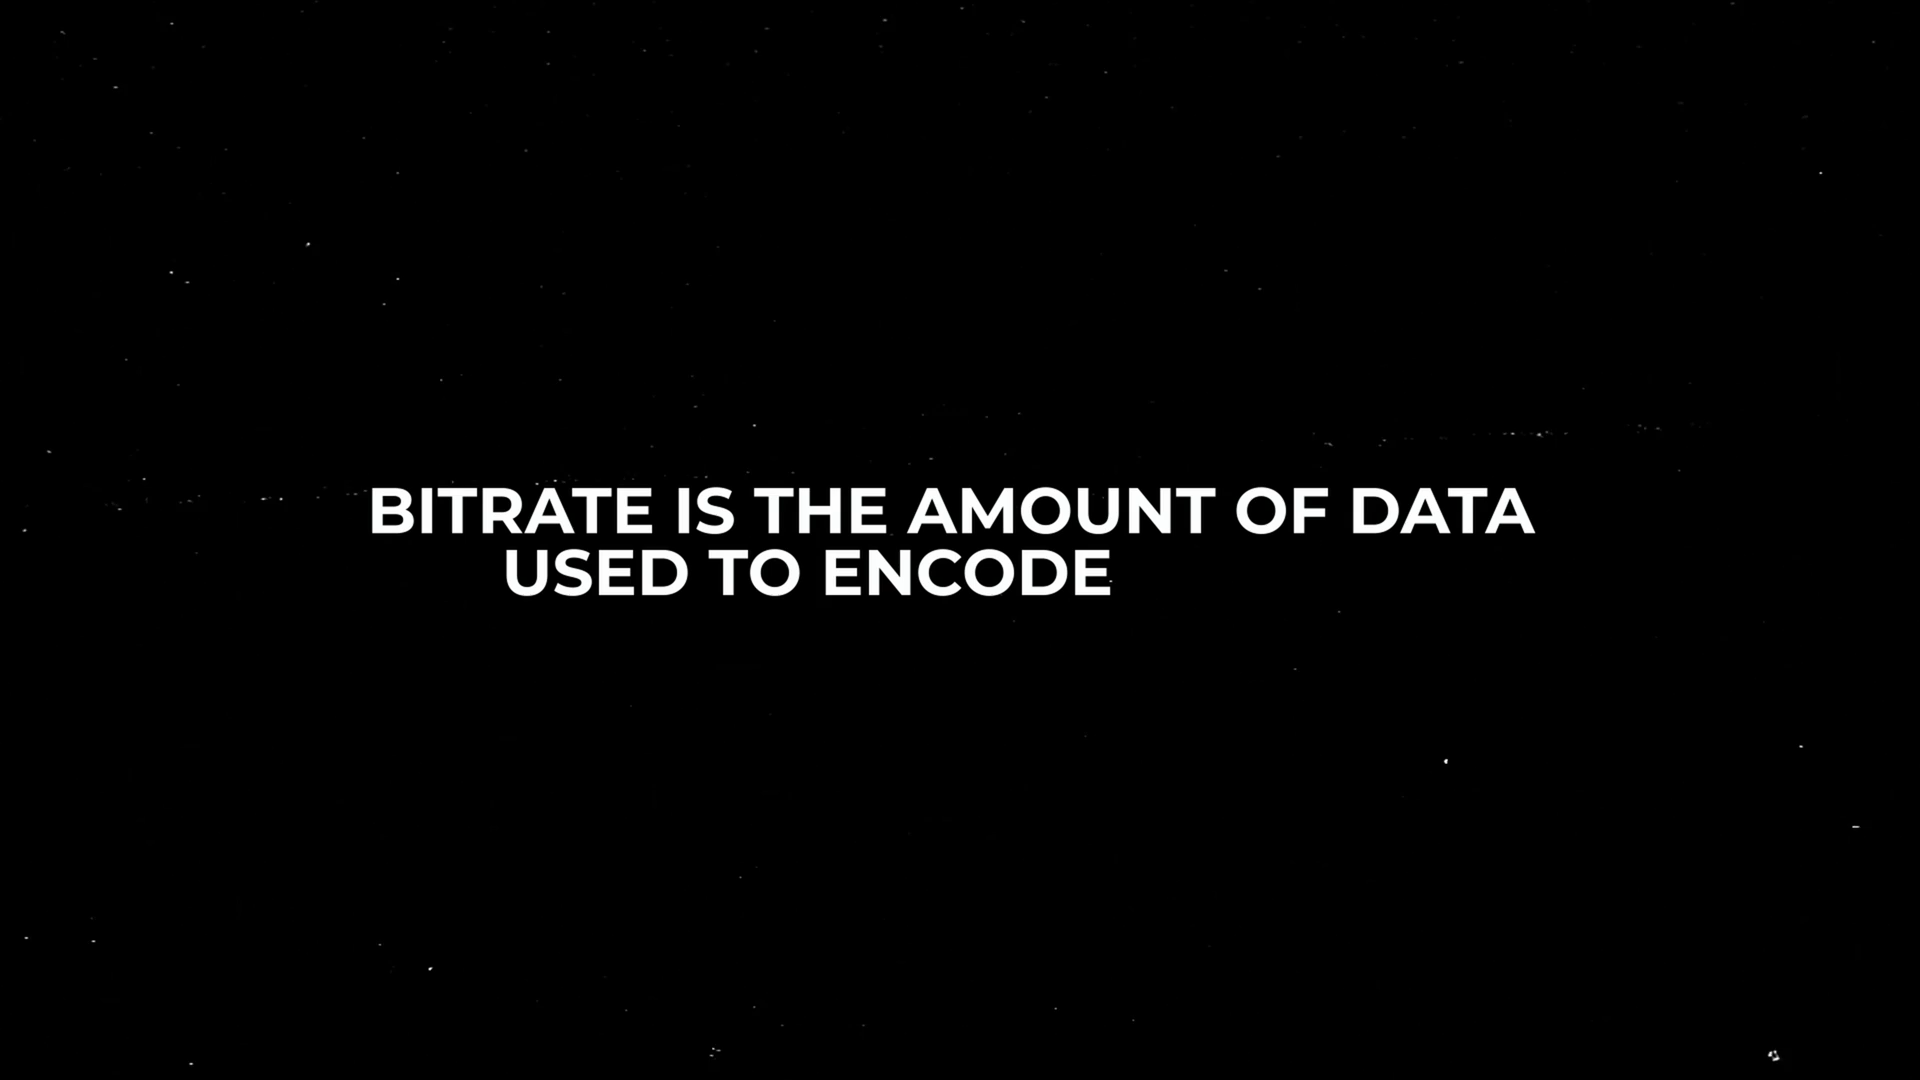 BITRATE IS THE AMOUNT OF DATA
USED TO ENCODE